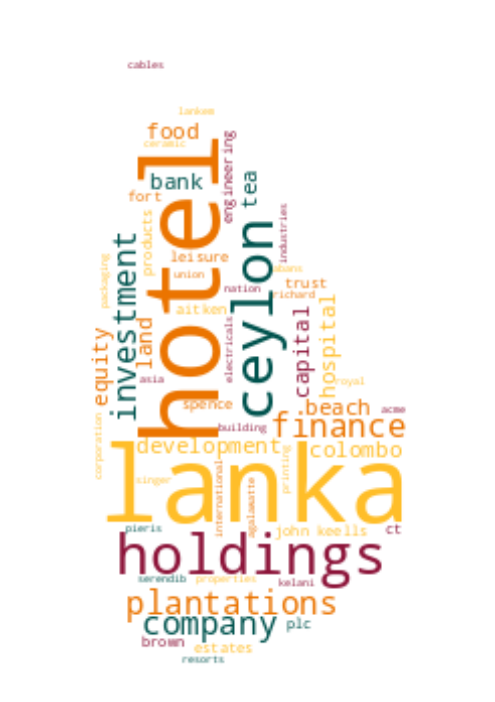 cables
lankem
food
ceramic
engineering
hotel
bank
tea
fort
products
industries
ceylon
investment
leisure
packaging
union
abans
nation
trust
richard
aitken
capital
hospital
land
electricals
equity
asia
royal
spence
.beach
acme
corporation
building
finance
development
colombo
lanka
singer
international
printing
agalawatte
pieris
john keells
ct
holdings
serendib
properties
kelani
plantations
company
plc
brown
estates
resorts